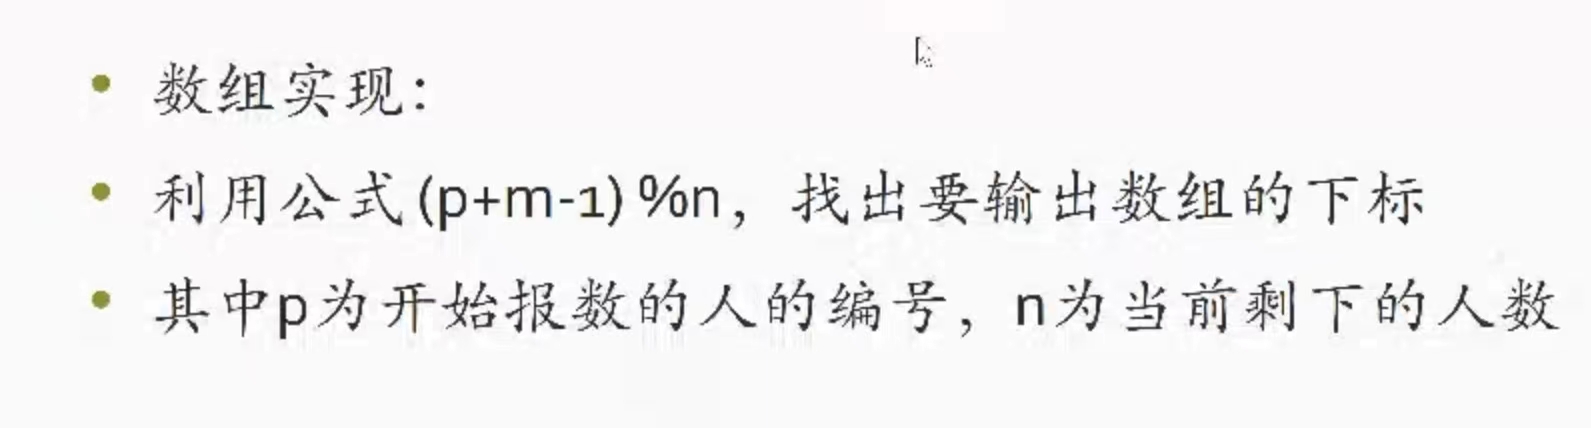 • 数组实现：
• 利用公式(p+m-1)%n，找出要输出数组的下标
• 其中p为开始报数的人的编号，n为当前剩下的人数